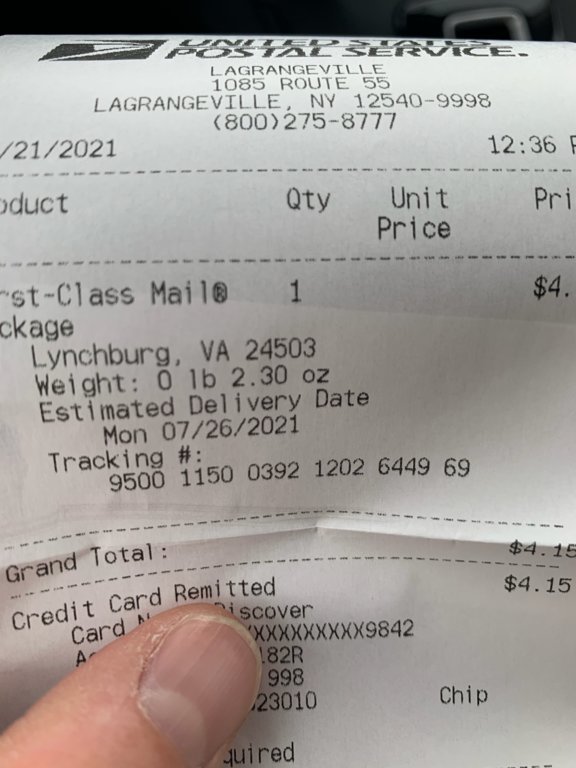 UNITED STATES
POSTAL SERVICE.
LAGRANGEVILLE
1085 ROUTE 55
LAGRANGEVILLE, NY 12540-9998
(800)275-8777
/21/2021 12:36 P
oduct Qty Unit Pri
Price
rst-Class Mail® 1 $4.
ckage
Lynchburg, VA 24503
Weight: 0 lb 2.30 oz
Estimated Delivery Date
Mon 07/26/2021
Tracking #:
9500 1150 0392 1202 6449 69
Grand Total: $4.15
Credit Card Remitted $4.15
Card N Discover
XXXXXXXXXX9842
A 182R
998
23010 Chip
quired